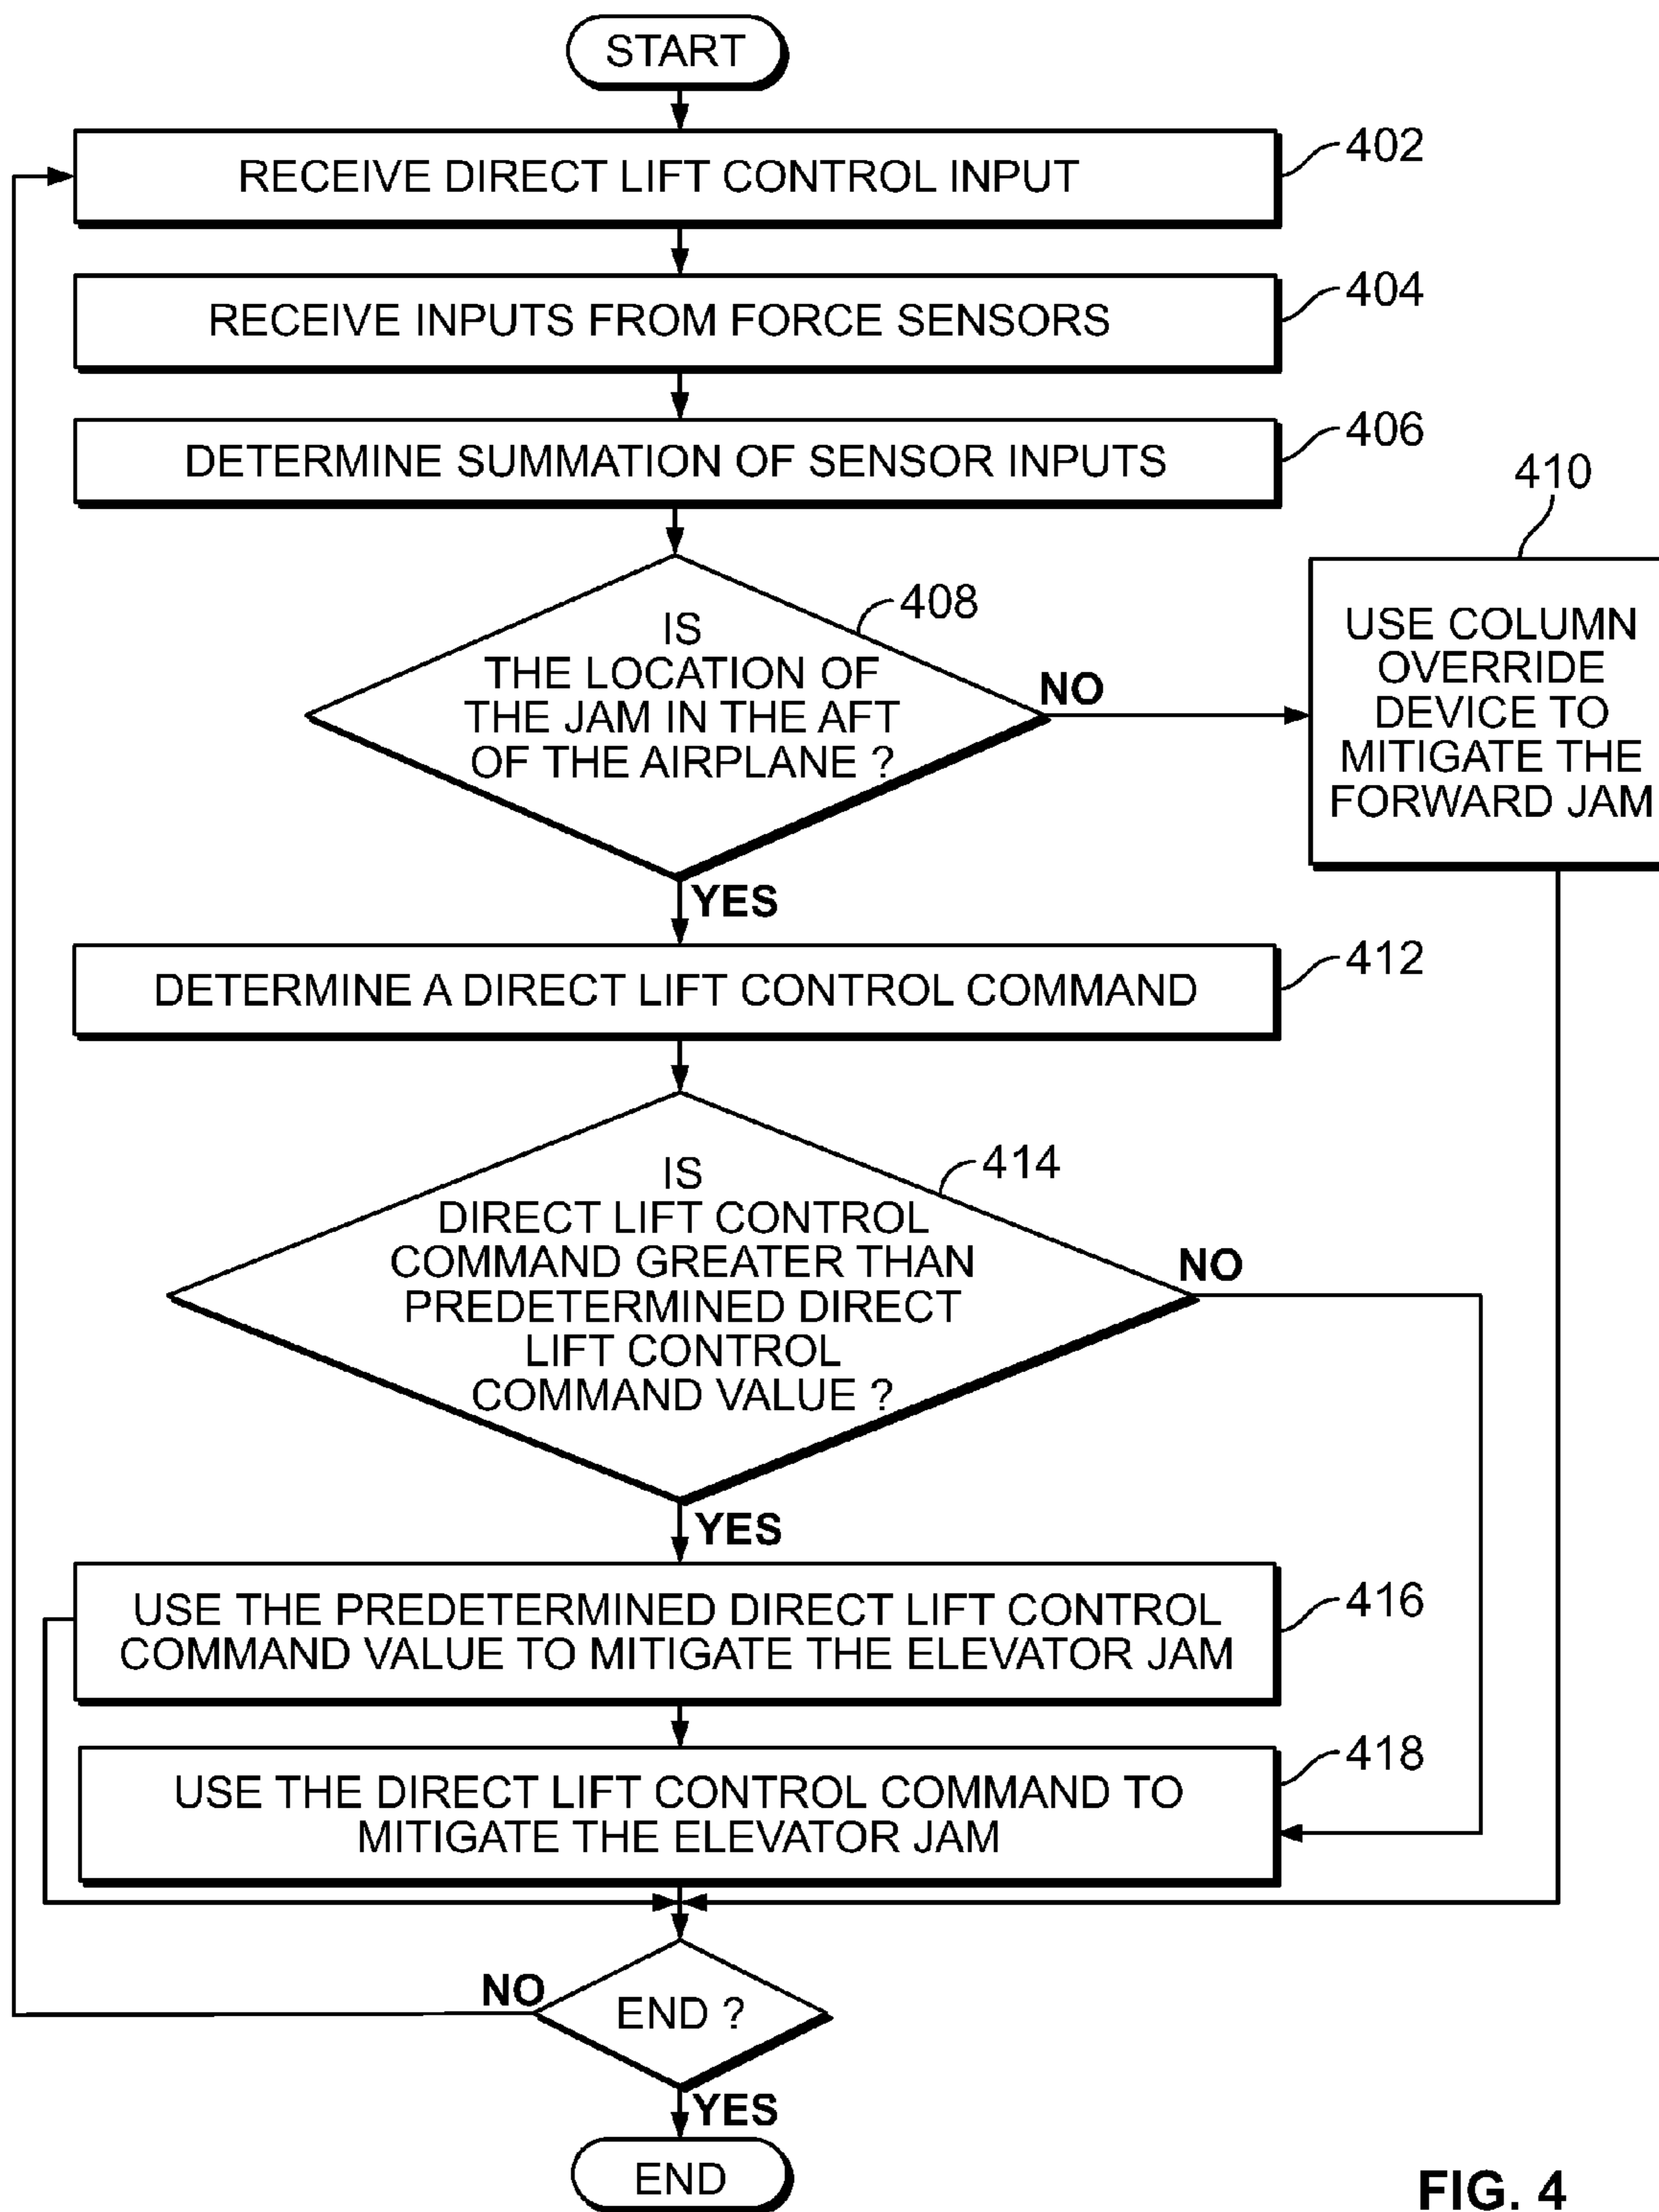 START
RECEIVE DIRECT LIFT CONTROL INPUT
402
RECEIVE INPUTS FROM FORCE SENSORS
404
DETERMINE SUMMATION OF SENSOR INPUTS
406
IS
THE LOCATION OF
THE JAM IN THE AFT
OF THE AIRPLANE ?
408
NO
410
USE COLUMN
OVERRIDE
DEVICE TO
MITIGATE THE
FORWARD JAM
YES
DETERMINE A DIRECT LIFT CONTROL COMMAND
412
IS
DIRECT LIFT CONTROL
COMMAND GREATER THAN
PREDETERMINED DIRECT
LIFT CONTROL
COMMAND VALUE ?
414
NO
YES
USE THE PREDETERMINED DIRECT LIFT CONTROL
COMMAND VALUE TO MITIGATE THE ELEVATOR JAM
416
USE THE DIRECT LIFT CONTROL COMMAND TO
MITIGATE THE ELEVATOR JAM
418
NO
END ?
YES
END
FIG. 4